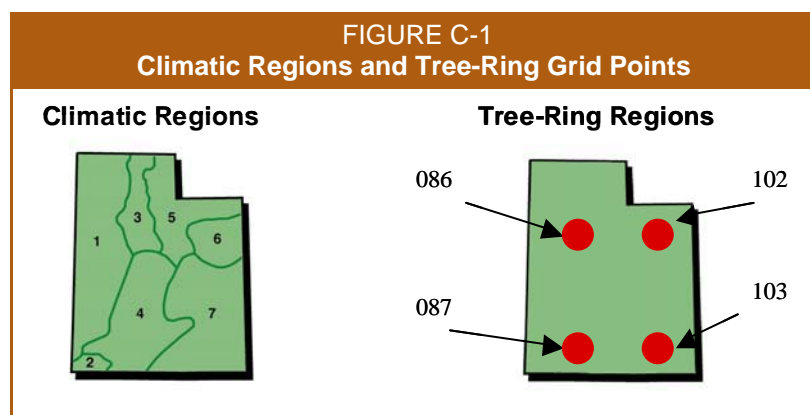 FIGURE C-1
Climatic Regions and Tree-Ring Grid Points
Climatic Regions
1
3
5
6
4
7
2
Tree-Ring Regions
086
102
087
103